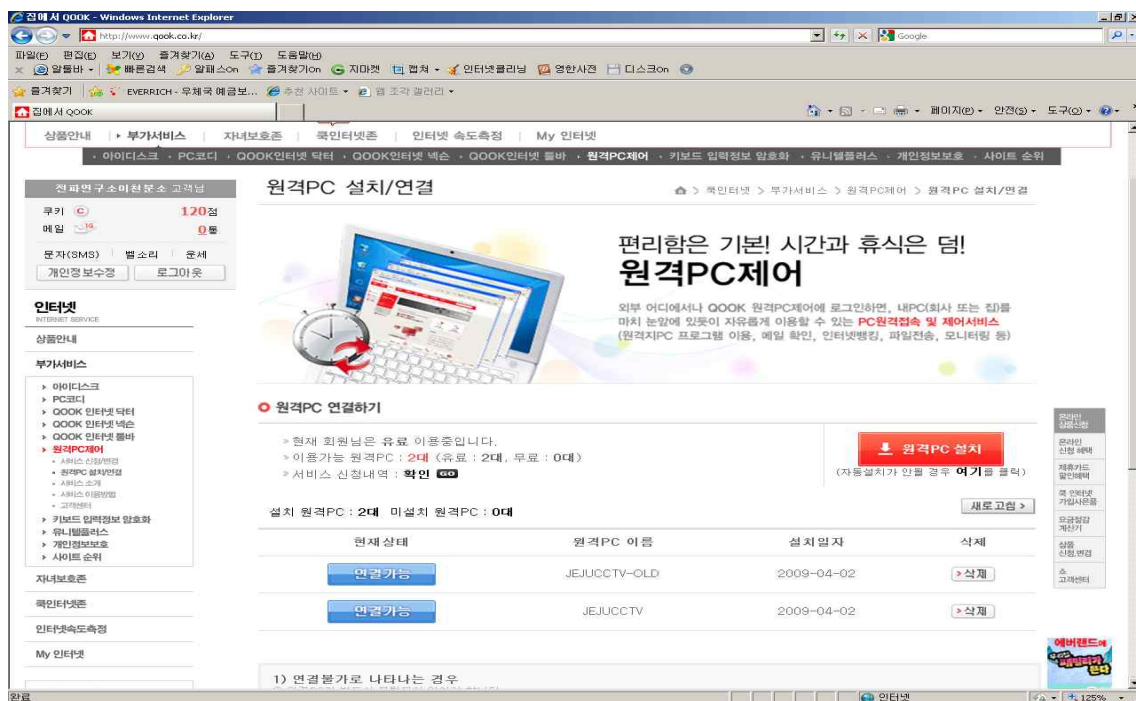 집에서 QOOK - Windows Internet Explorer
http://www.qook.co.kr/
Google
파일(F) 편집(E) 보기(V) 즐겨찾기(A) 도구(T) 도움말(H)
알툴바 빠른검색 알패스on 즐겨찾기on 지마켓 캡쳐 인터넷클리닝 영한사전 디스크on
즐겨찾기 EVERRICH - 우체국 예금보... 추천 사이트 웹 조각 갤러리
집에서 QOOK
페이지(P) 안전(S) 도구(O)
상품안내 부가서비스 자녀보호존 쿡인터넷존 인터넷 속도측정 My 인터넷
아이디스크 PC코디 QOOK인터넷 닥터 QOOK인터넷 넥슨 QOOK인터넷 툴바 원격PC제어 키보드 입력정보 암호화 유니텔플러스 개인정보보호 사이트 순위
전파연구소이천분소 고객님
쿠키 C 120점
메일 1G 0통
문자(SMS) 벨소리 운세
개인정보수정 로그아웃
인터넷
INTERNET SERVICE
상품안내
부가서비스
아이디스크
PC코디
QOOK 인터넷 닥터
QOOK 인터넷 넥슨
QOOK 인터넷 툴바
원격PC제어
서비스 신청/변경
원격PC 설치/연결
서비스 소개
서비스 이용방법
고객센터
키보드 입력정보 암호화
유니텔플러스
개인정보보호
사이트 순위
자녀보호존
쿡인터넷존
인터넷속도측정
My 인터넷
원격PC 설치/연결
> 쿡인터넷 > 부가서비스 > 원격PC제어 > 원격PC 설치/연결
편리함은 기본! 시간과 휴식은 덤!
원격PC제어
외부 어디에서나 QOOK 원격PC제어에 로그인하면, 내PC(회사 또는 집)를
마치 눈앞에 있듯이 자유롭게 이용할 수 있는 PC원격접속 및 제어서비스
(원격지PC 프로그램 이용, 메일 확인, 인터넷뱅킹, 파일전송, 모니터링 등)
원격PC 연결하기
현재 회원님은 유료 이용중입니다.
이용가능 원격PC : 2대 (유료 : 2대, 무료 : 0대)
서비스 신청내역 : 확인 GO
원격PC 설치
(자동설치가 안될 경우 여기를 클릭)
설치 원격PC : 2대 미설치 원격PC : 0대
새로고침 >
현재상태 원격PC 이름 설치일자 삭제
연결가능 JEJUCCTV-OLD 2009-04-02 삭제
연결가능 JEJUCCTV 2009-04-02 삭제
1) 연결불가로 나타나는 경우
온라인
상품신청
온라인
신청 혜택
제휴카드
할인혜택
쿡 인터넷
가입사은품
요금절감
계산기
상품
신청,변경
쇼
고객센터
에버랜드에
완료
인터넷
125%